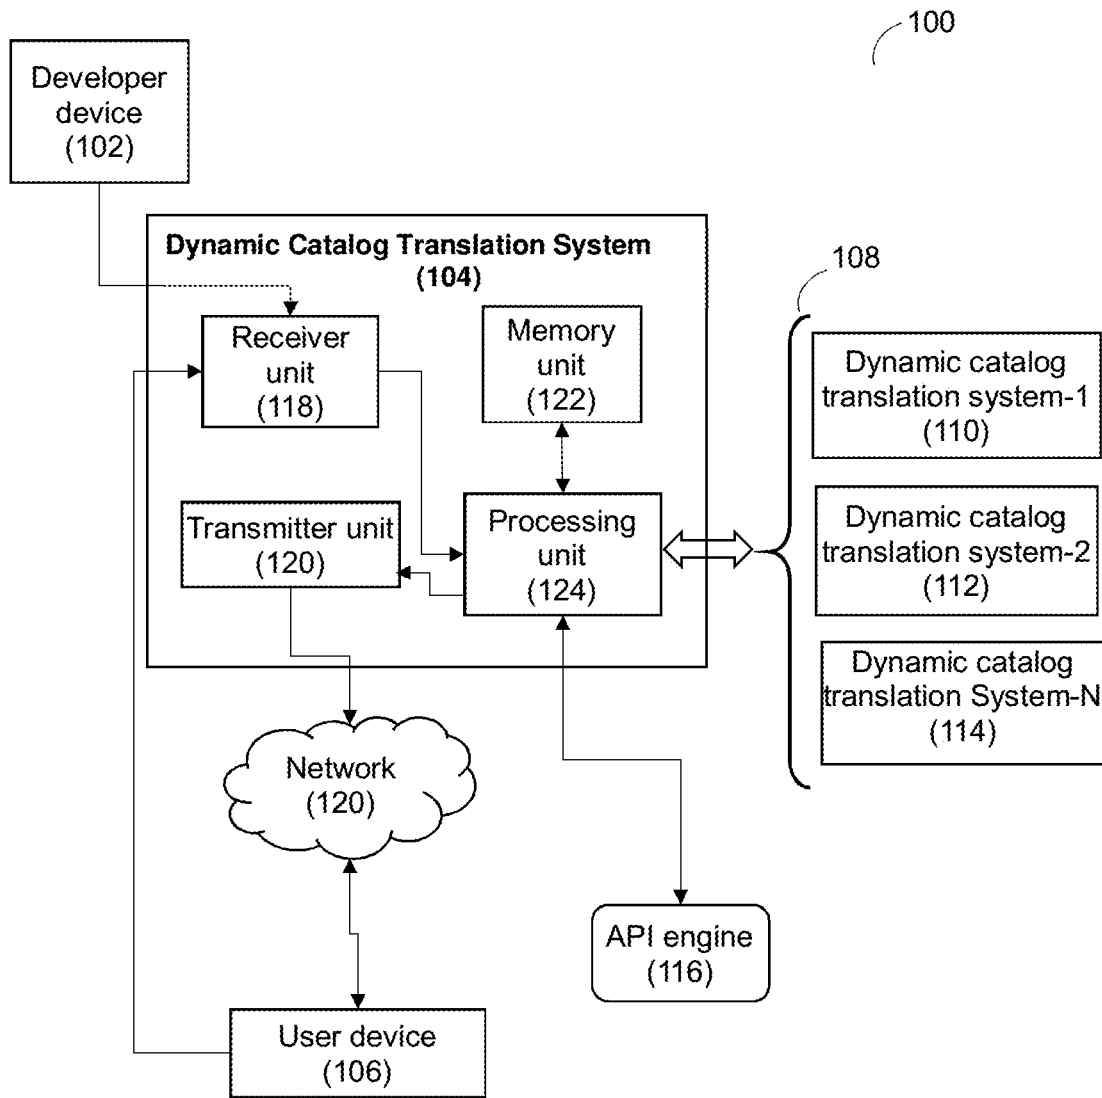 100
Developer
device
(102)
Dynamic Catalog Translation System
(104)
108
Receiver
unit
(118)
Memory
unit
(122)
Dynamic catalog
translation system-1
(110)
Transmitter unit
(120)
Processing
unit
(124)
Dynamic catalog
translation system-2
(112)
Dynamic catalog
translation System-N
(114)
Network
(120)
API engine
(116)
User device
(106)